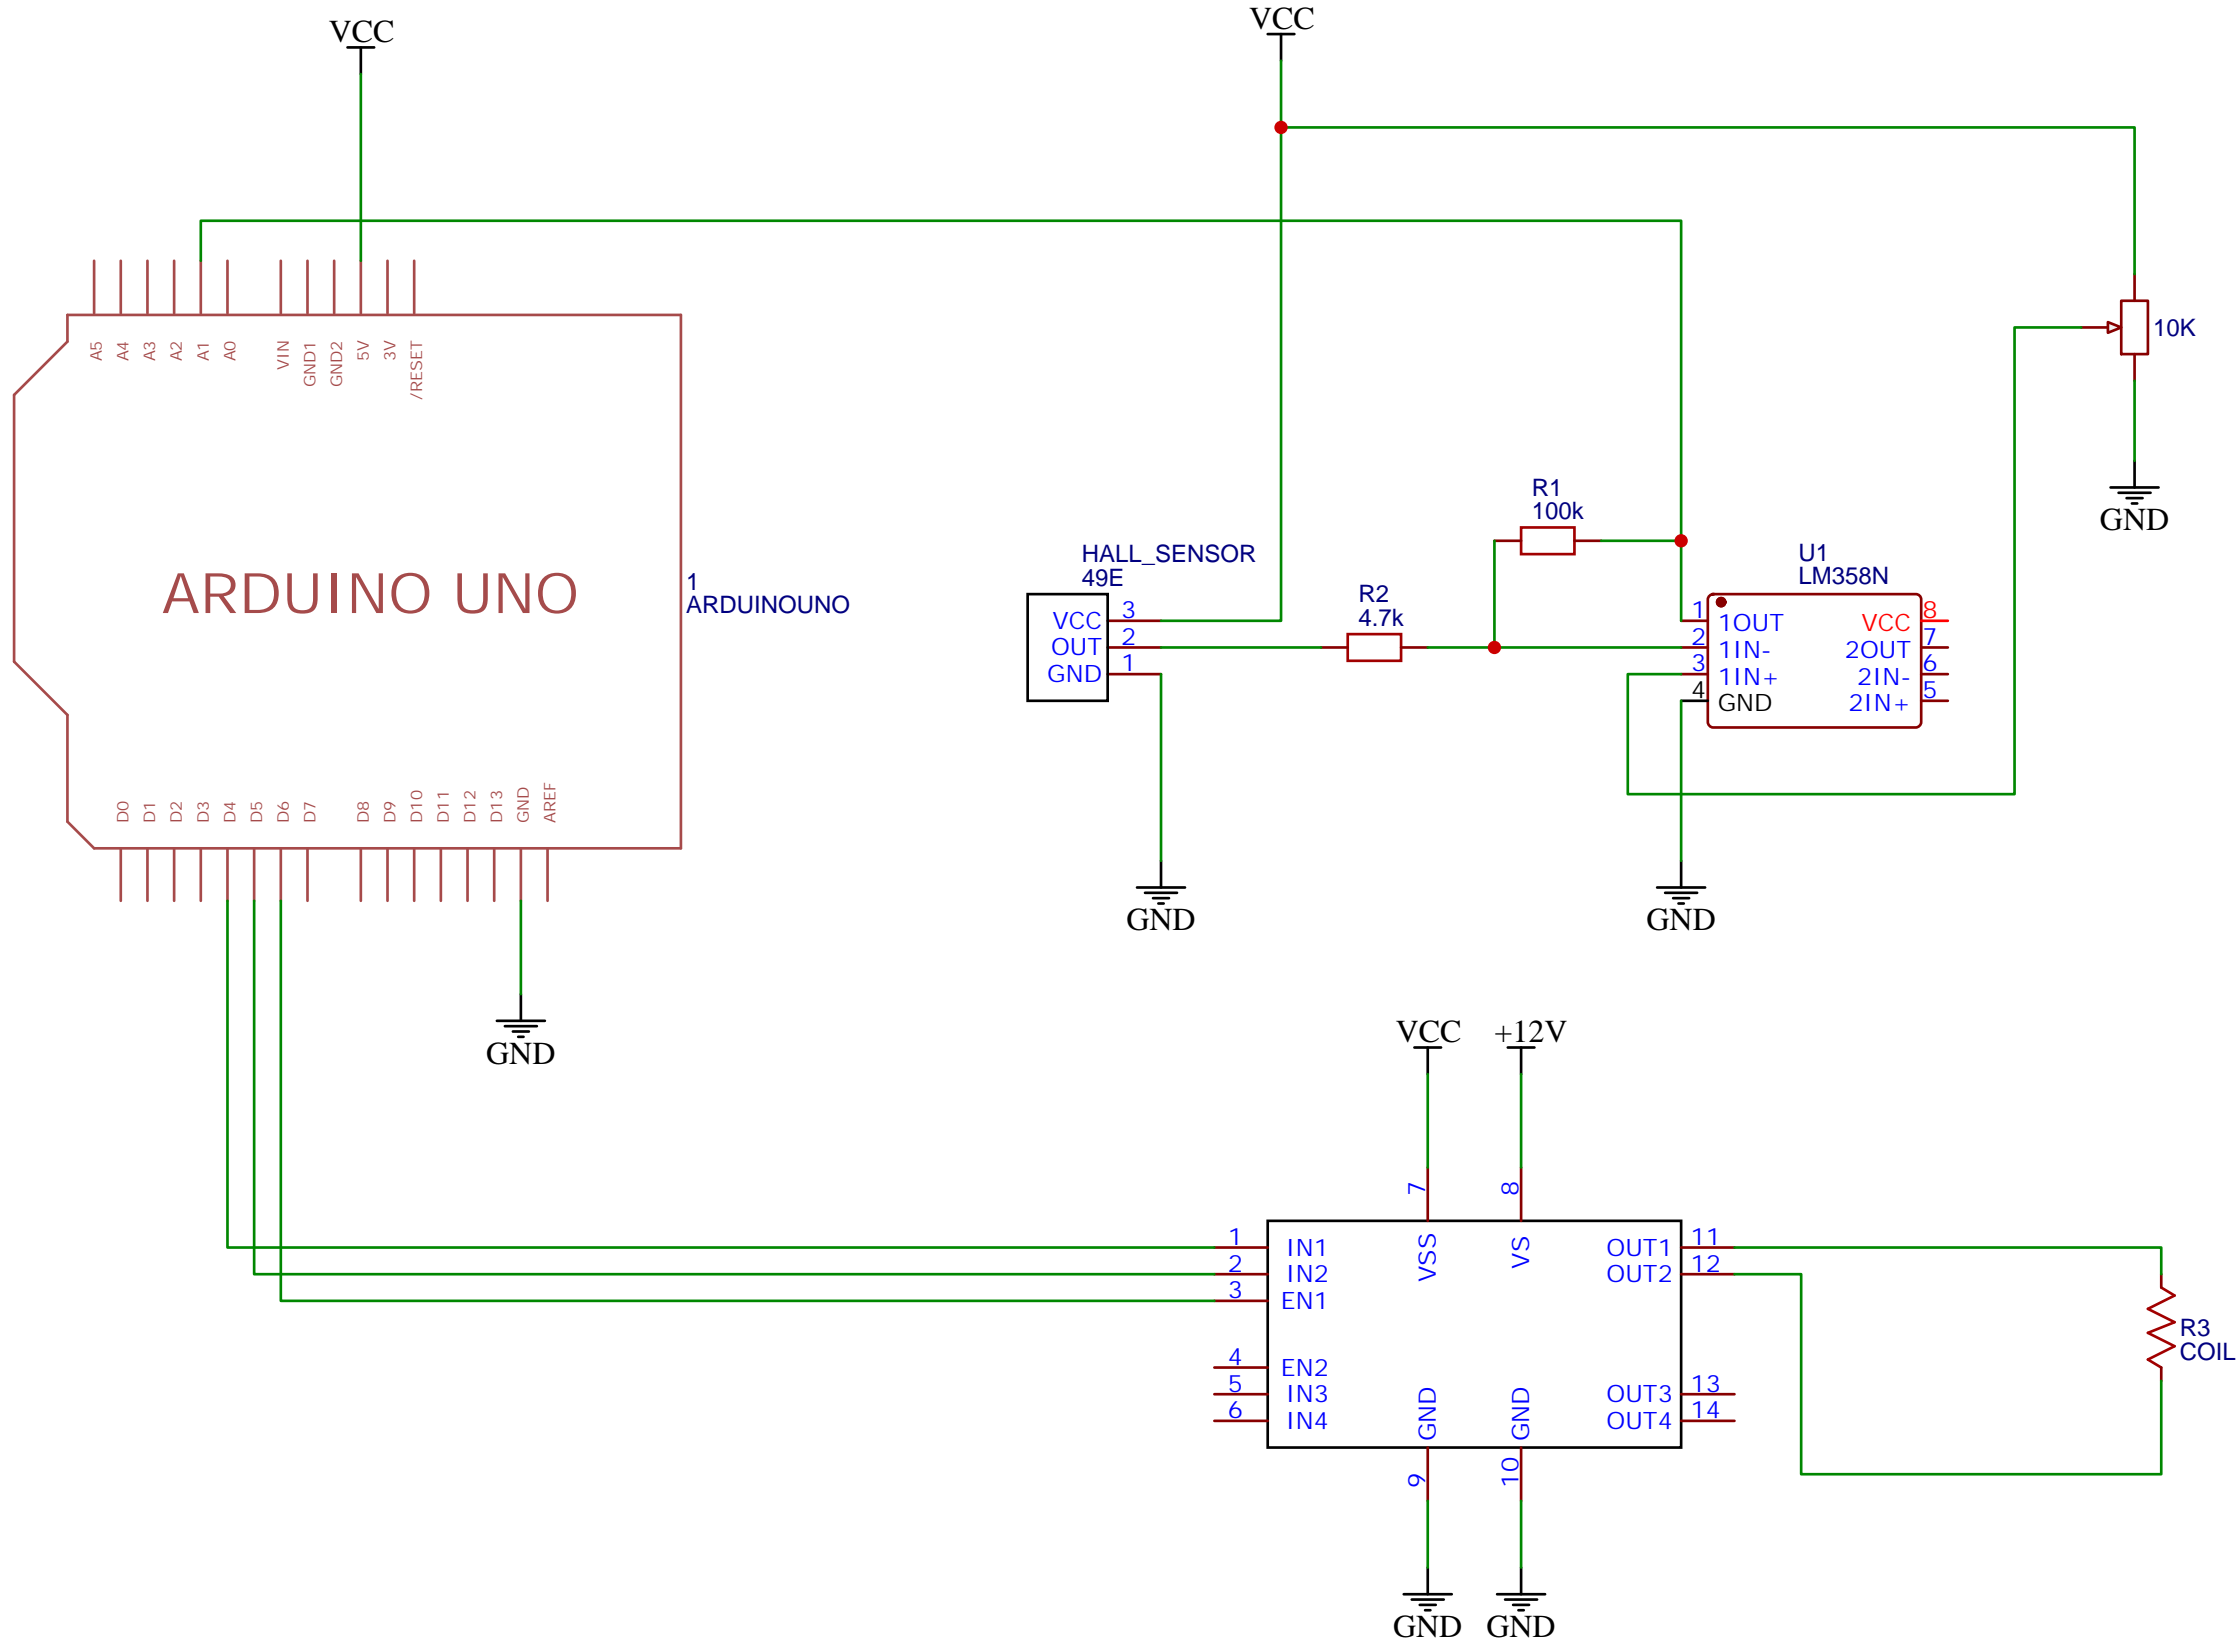 VCC
VCC
A5
A4
A3
A2
A1
A0
VIN
GND1
GND2
5V
3V
/RESET
10K
GND
R1
100k
HALL_SENSOR
49E
VCC 3
OUT 2
GND 1
R2
4.7k
U1
LM358N
1 1OUT
2 1IN-
3 1IN+
4 GND
VCC 8
2OUT 7
2IN- 6
2IN+ 5
ARDUINO UNO
1
ARDUINOUNO
D0
D1
D2
D3
D4
D5
D6
D7
D8
D9
D10
D11
D12
D13
GND
AREF
GND
GND
GND
VCC
+12V
7
8
VSS
VS
1 IN1
2 IN2
3 EN1
4 EN2
5 IN3
6 IN4
OUT1 11
OUT2 12
OUT3 13
OUT4 14
GND
GND
9
10
R3
COIL
GND
GND